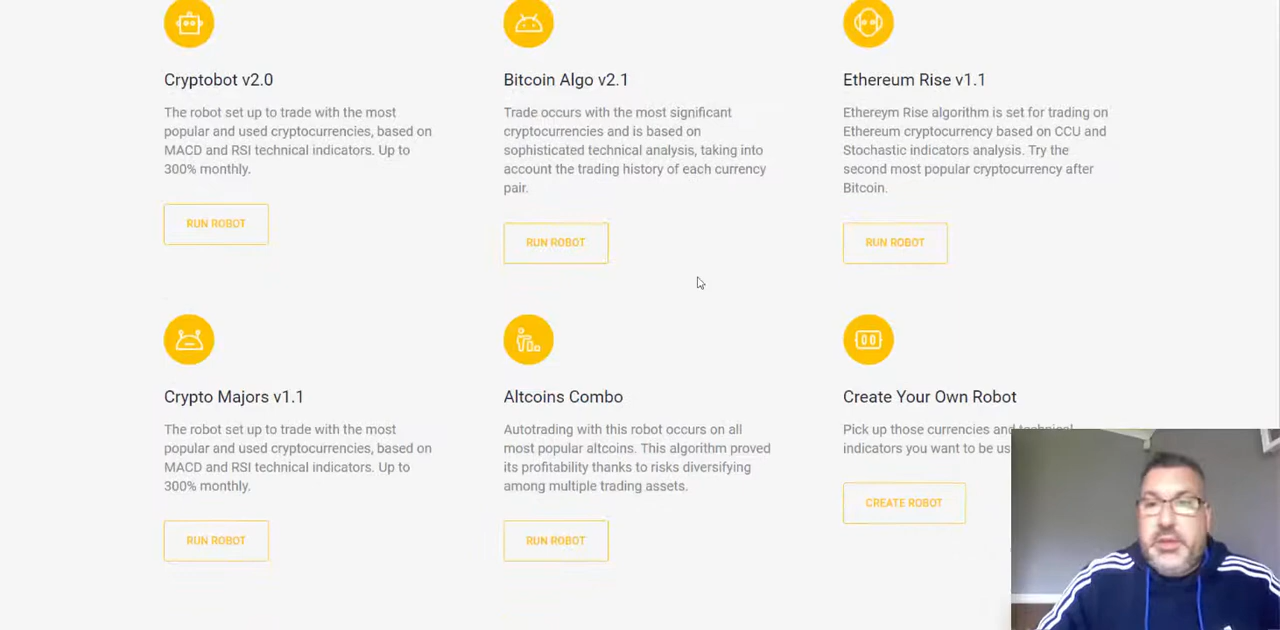 Cryptobot v2.0
The robot set up to trade with the most
popular and used cryptocurrencies, based on
MACD and RSI technical indicators. Up to
300% monthly.
RUN ROBOT
Bitcoin Algo v2.1
Trade occurs with the most significant
cryptocurrencies and is based on
sophisticated technical analysis, taking into
account the trading history of each currency
pair.
RUN ROBOT
Ethereum Rise v1.1
Ethereym Rise algorithm is set for trading on
Ethereum cryptocurrency based on CCU and
Stochastic indicators analysis. Try the
second most popular cryptocurrency after
Bitcoin.
RUN ROBOT
Crypto Majors v1.1
The robot set up to trade with the most
popular and used cryptocurrencies, based on
MACD and RSI technical indicators. Up to
300% monthly.
RUN ROBOT
Altcoins Combo
Autotrading with this robot occurs on all
most popular altcoins. This algorithm proved
its profitability thanks to risks diversifying
among multiple trading assets.
RUN ROBOT
Create Your Own Robot
Pick up those currencies and technical
indicators you want to be
CREATE ROBOT